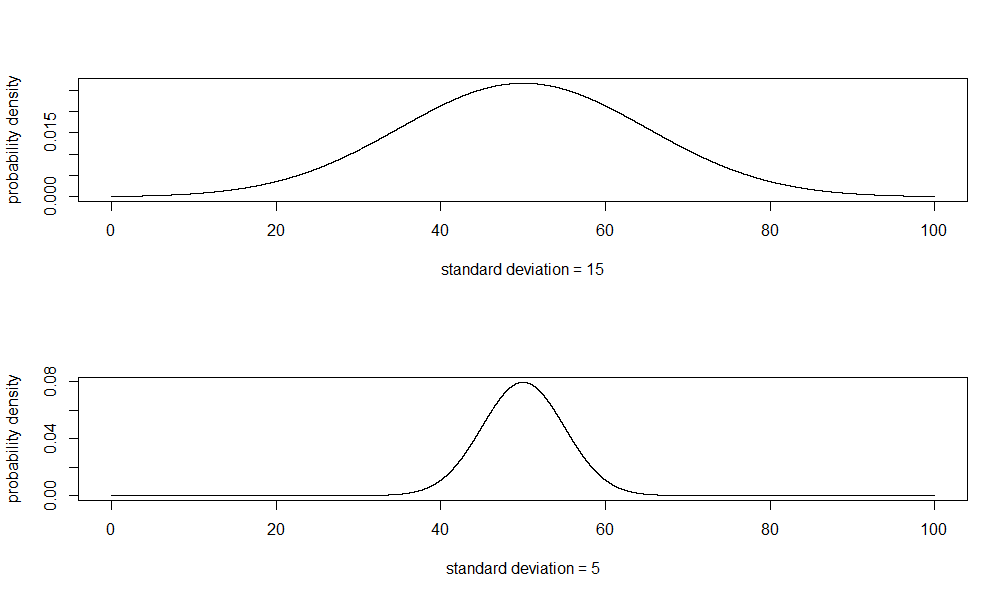 probability density
0.015
0.000
0 20 40 60 80 100
standard deviation = 15
probability density
0.08
0.04
0.00
0 20 40 60 80 100
standard deviation = 5